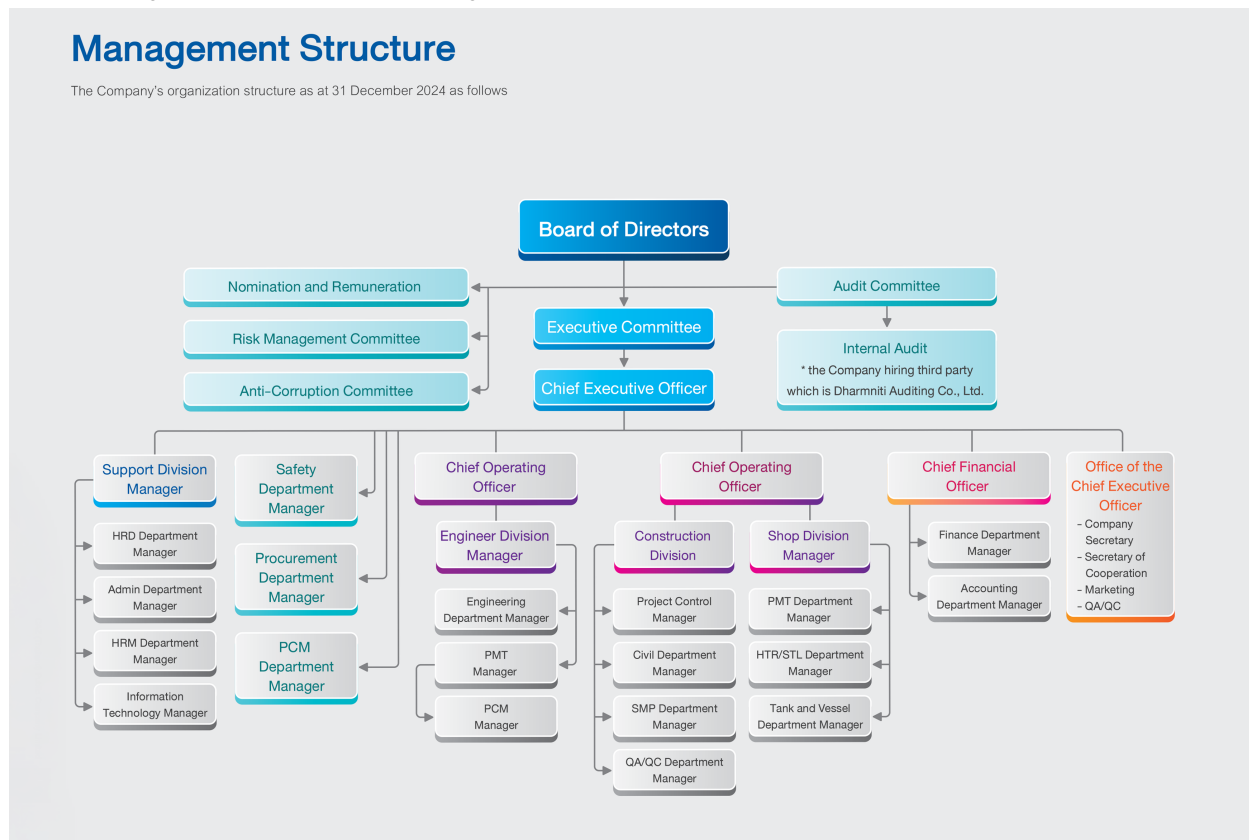 Management Structure
The Company's organization structure as at 31 December 2024 as follows
Board of Directors
Nomination and Remuneration
Risk Management Committee
Anti-Corruption Committee
Executive Committee
Chief Executive Officer
Audit Committee
Internal Audit
* the Company hiring third party
which is Dharmniti Auditing Co., Ltd.
Support Division
Manager
HRD Department
Manager
Admin Department
Manager
HRM Department
Manager
Information
Technology Manager
Safety
Department
Manager
Procurement
Department
Manager
PCM
Department
Manager
Chief Operating
Officer
Engineer Division
Manager
Engineering
Department Manager
PMT
Manager
PCM
Manager
Chief Operating
Officer
Construction
Division
Project Control
Manager
Civil Department
Manager
SMP Department
Manager
QA/QC Department
Manager
Shop Division
Manager
PMT Department
Manager
HTR/STL Department
Manager
Tank and Vessel
Department Manager
Chief Financial
Officer
Finance Department
Manager
Accounting
Department Manager
Office of the
Chief Executive
Officer
- Company
Secretary
- Secretary of
Cooperation
- Marketing
- QA/QC